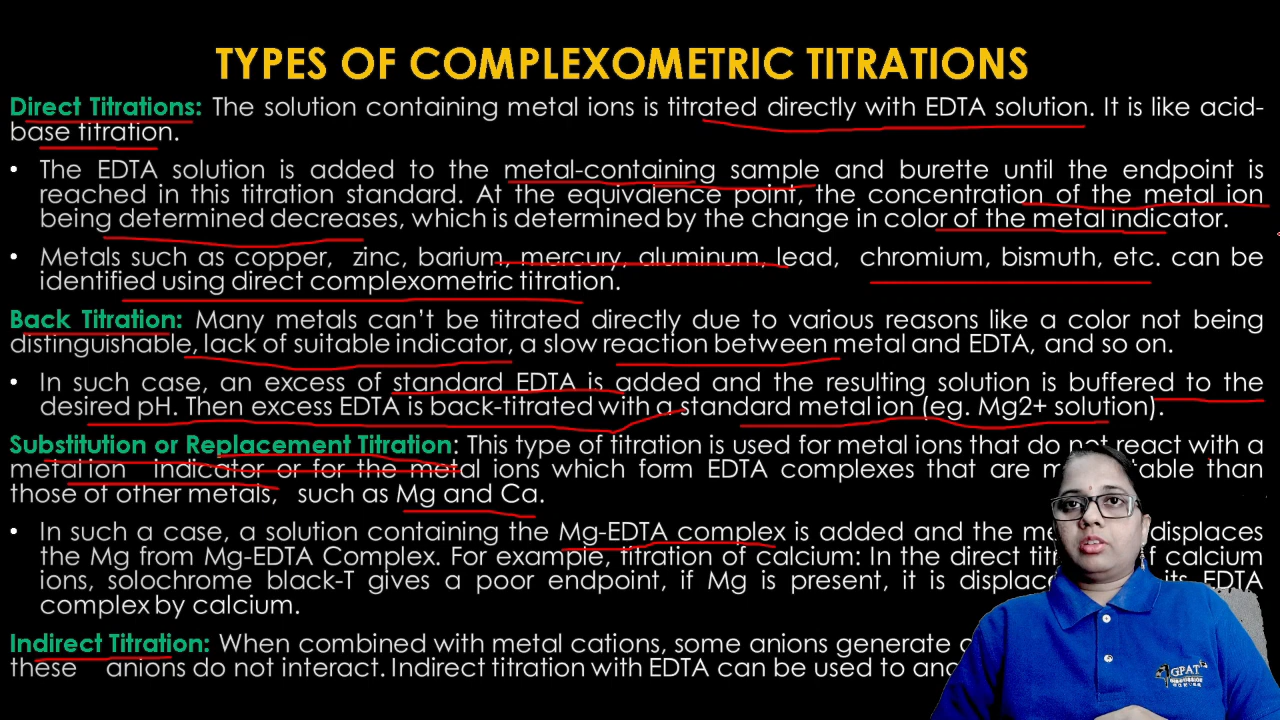 TYPES OF COMPLEXOMETRIC TITRATIONS
Direct Titrations: The solution containing metal ions is titrated directly with EDTA solution. It is like acid-
base titration.
• The EDTA solution is added to the metal-containing sample and burette until the endpoint is
reached in this titration standard. At the equivalence point, the concentration of the metal ion
being determined decreases, which is determined by the change in color of the metal indicator.
• Metals such as copper, zinc, barium, mercury, aluminum, lead, chromium, bismuth, etc. can be
identified using direct complexometric titration.
Back Titration: Many metals can't be titrated directly due to various reasons like a color not being
distinguishable, lack of suitable indicator, a slow reaction between metal and EDTA, and so on.
• In such case, an excess of standard EDTA is added and the resulting solution is buffered to the
desired pH. Then excess EDTA is back-titrated with a standard metal ion (eg. Mg2+ solution).
Substitution or Replacement Titration: This type of titration is used for metal ions that do not react with a
metal ion indicator or for the metal ions which form EDTA complexes that are than
those of other metals, such as Mg and Ca.
• In such a case, a solution containing the Mg-EDTA complex is added and the displaces
the Mg from Mg-EDTA Complex. For example, titration of calcium: In the direct calcium
ions, solochrome black-T gives a poor endpoint, if Mg is present, it is its EDTA
complex by calcium.
Indirect Titration: When combined with metal cations, some anions generate
these anions do not interact. Indirect titration with EDTA can be used to
GPAT